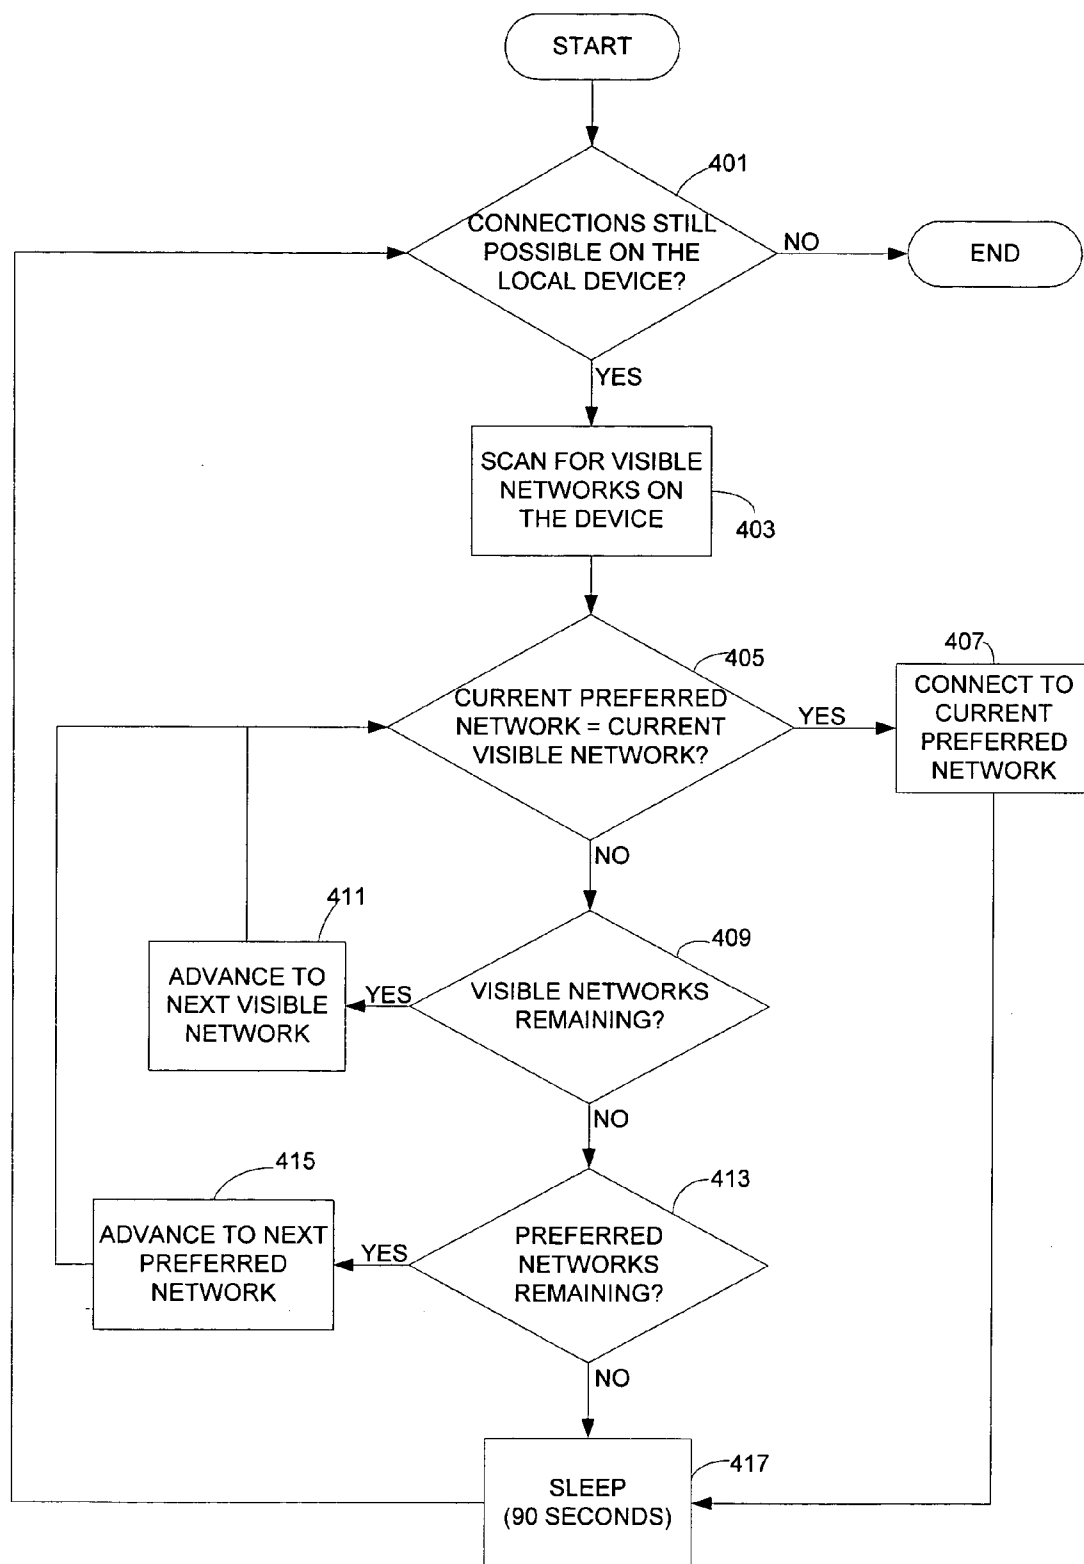 START
401
CONNECTIONS STILL
POSSIBLE ON THE
LOCAL DEVICE?
NO
END
YES
SCAN FOR VISIBLE
NETWORKS ON
THE DEVICE
403
405
CURRENT PREFERRED
NETWORK = CURRENT
VISIBLE NETWORK?
YES
407
CONNECT TO
CURRENT
PREFERRED
NETWORK
NO
411
ADVANCE TO
NEXT VISIBLE
NETWORK
YES
409
VISIBLE NETWORKS
REMAINING?
NO
415
ADVANCE TO NEXT
PREFERRED
NETWORK
YES
413
PREFERRED
NETWORKS
REMAINING?
NO
417
SLEEP
(90 SECONDS)